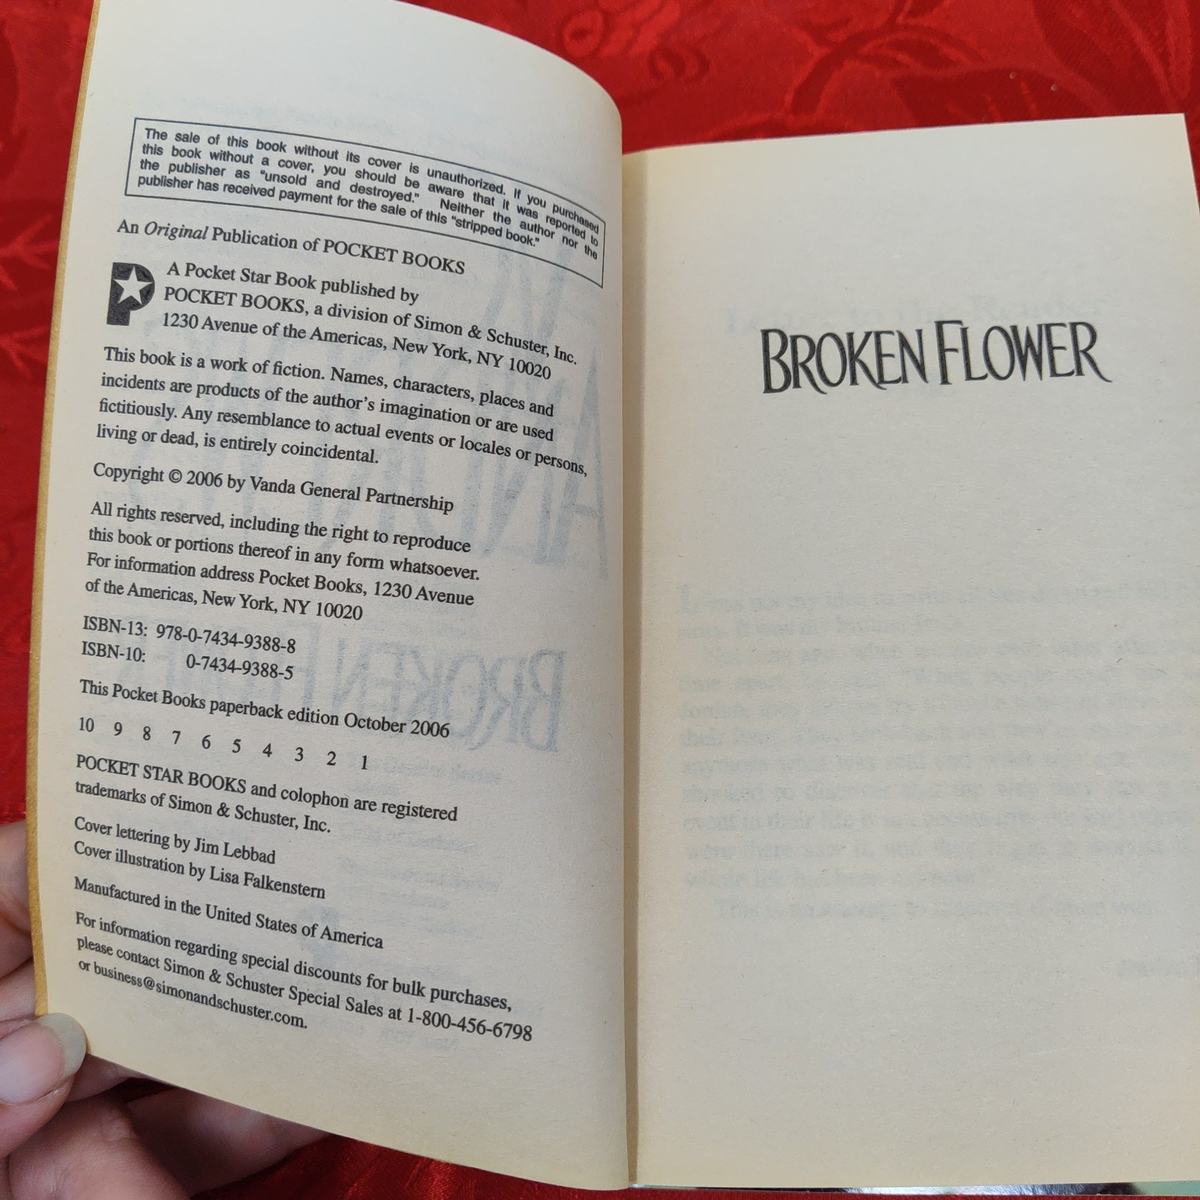 The sale of this book without its cover is unauthorized. If you purchased
this book without a cover, you should be aware that it was reported to
the publisher as "unsold and destroyed." Neither the author nor the
publisher has received payment for the sale of this "stripped book."
An Original Publication of POCKET BOOKS
A Pocket Star Book published by
POCKET BOOKS, a division of Simon & Schuster, Inc.
1230 Avenue of the Americas, New York, NY 10020
This book is a work of fiction. Names, characters, places and
incidents are products of the author's imagination or are used
fictitiously. Any resemblance to actual events or locales or persons,
living or dead, is entirely coincidental.
Copyright © 2006 by Vanda General Partnership
All rights reserved, including the right to reproduce
this book or portions thereof in any form whatsoever.
For information address Pocket Books, 1230 Avenue
of the Americas, New York, NY 10020
ISBN-13: 978-0-7434-9388-8
ISBN-10: 0-7434-9388-5
This Pocket Books paperback edition October 2006
10 9 8 7 6 5 4 3 2 1
POCKET STAR BOOKS and colophon are registered
trademarks of Simon & Schuster, Inc.
Cover lettering by Jim Lebbad
Cover illustration by Lisa Falkenstern
Manufactured in the United States of America
For information regarding special discounts for bulk purchases,
please contact Simon & Schuster Special Sales at 1-800-456-6798
or business@simonandschuster.com.
BROKEN FLOWER